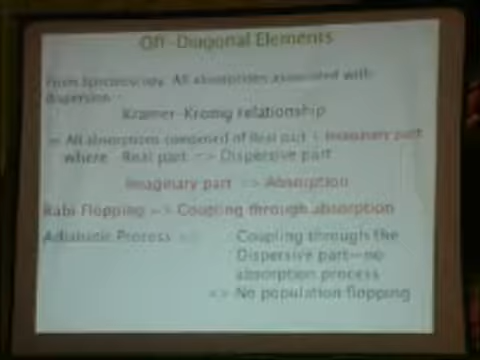 Off-Diagonal Elements
From Spectroscopy: All absorptions associated with
dispersion
Kramer-Kronig relationship
All absorptions composed of Real part + Imaginary part
where Real part => Dispersive part
Imaginary part => Absorption
Rabi Flopping => Coupling through absorption
Adiabatic Process => Coupling through the
Dispersive part—no
absorption process
=> No population flopping